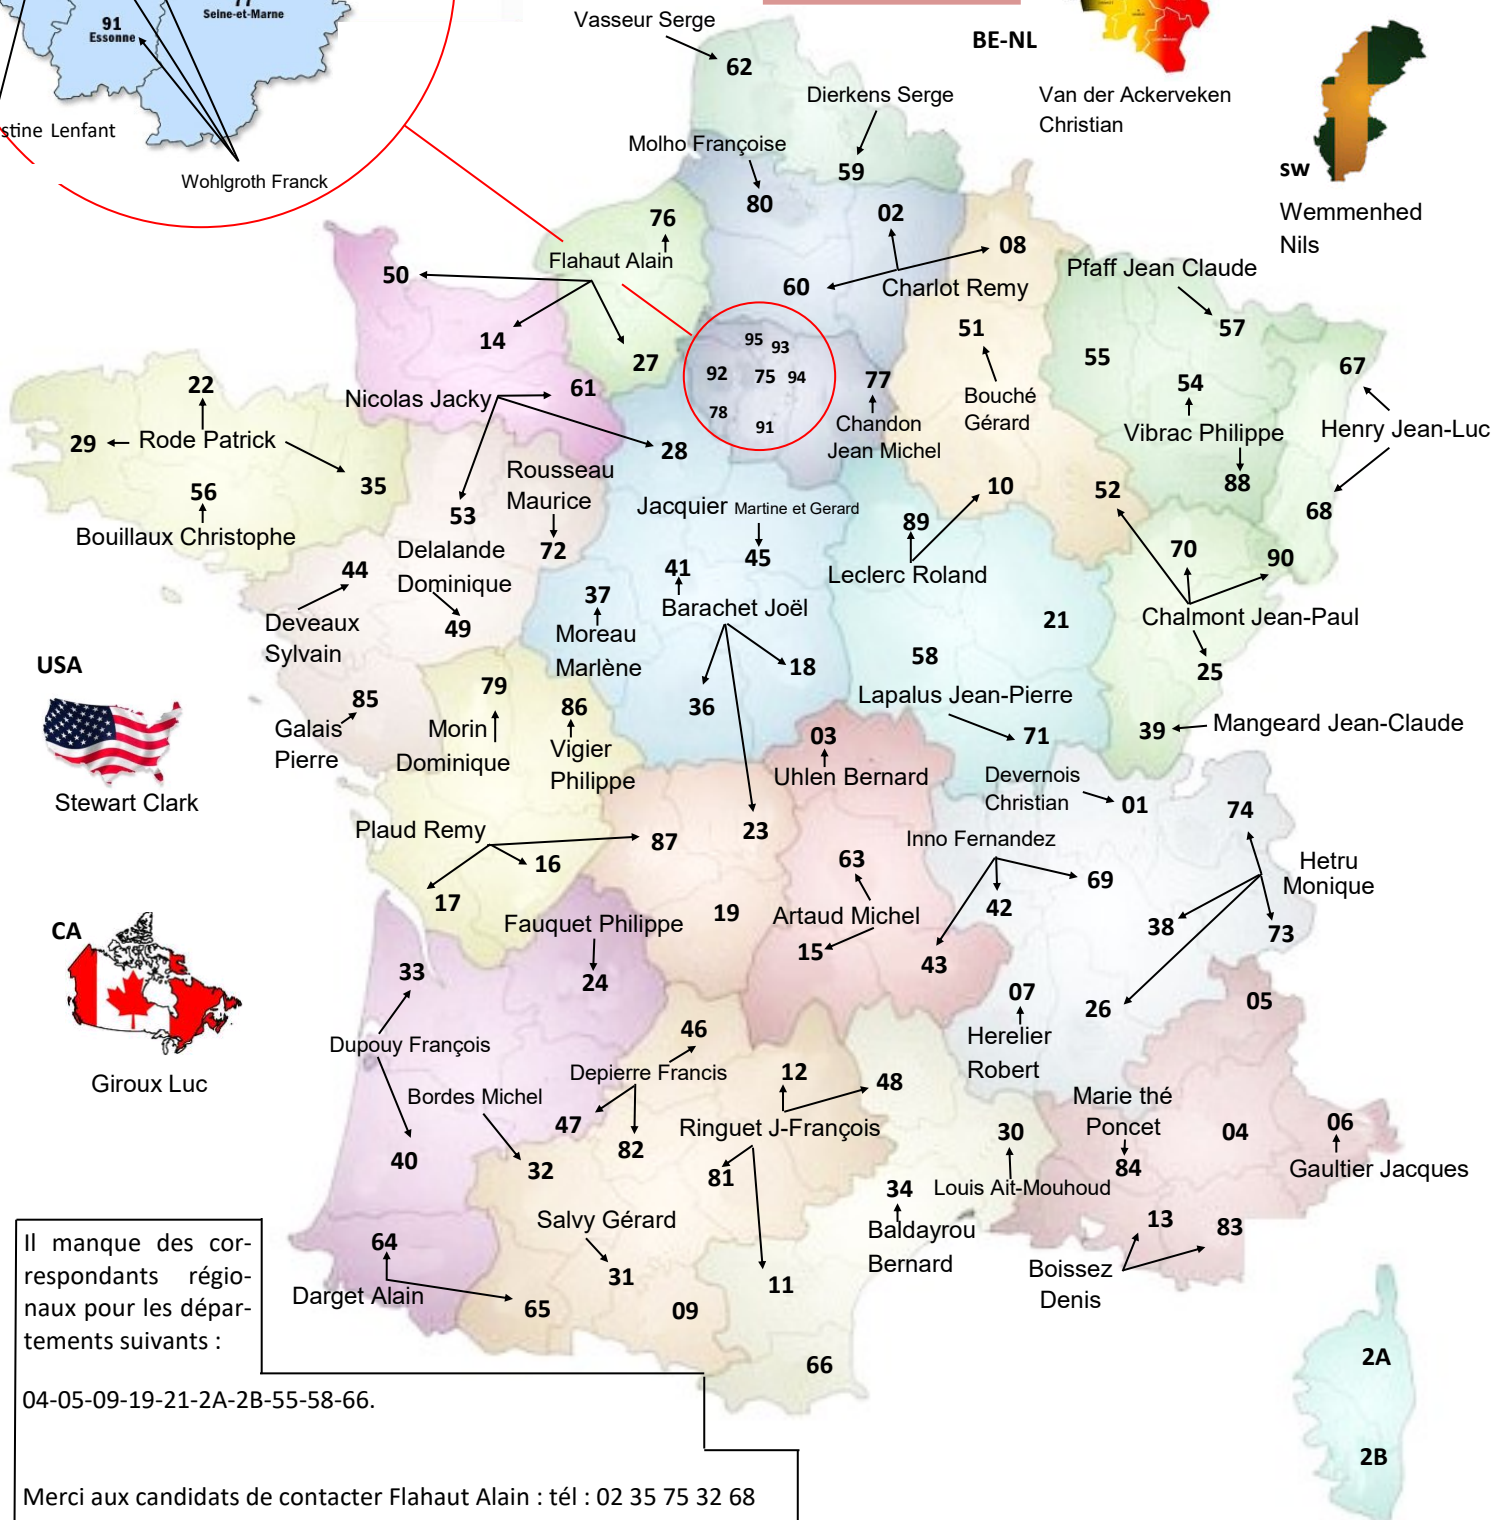 77
Seine-et-Marne
91
Essonne
stine Lenfant
Wohlgroth Franck
Vasseur Serge
62
BE-NL
Van der Ackerveken
Christian
Dierkens Serge
59
Molho Françoise
80
sw
Wemmenhed
Nils
76
Flahaut Alain
50
14
27
02
08
60
Charlot Remy
Pfaff Jean Claude
57
55
51
Bouché
Gérard
54
Vibrac Philippe
88
67
Henry Jean-Luc
68
95
93
92
75
94
78
91
77
Chandon
Jean Michel
22
29
Rode Patrick
35
56
Bouillaux Christophe
Nicolas Jacky
61
28
53
Rousseau
Maurice
72
Delalande
Dominique
49
44
Deveaux
Sylvain
Jacquier Martine et Gerard
45
41
Barachet Joël
37
Moreau
Marlène
18
36
89
10
Leclerc Roland
52
70
90
Chalmont Jean-Paul
25
21
58
Lapalus Jean-Pierre
71
39
Mangeard Jean-Claude
USA
Stewart Clark
85
Galais
Pierre
79
Morin
Dominique
86
Vigier
Philippe
03
Uhlen Bernard
Devernois
Christian
01
74
Plaud Remy
87
23
16
17
63
Inno Fernandez
69
42
43
Hetru
Monique
38
73
26
CA
Giroux Luc
Fauquet Philippe
24
19
Artaud Michel
15
33
Dupouy François
40
07
Herelier
Robert
05
46
Depierre Francis
47
82
Bordes Michel
32
12
48
Ringuet J-François
81
11
Marie thé
Poncet
84
04
06
Gaultier Jacques
30
Louis Ait-Mouhoud
34
Baldayrou
Bernard
13
83
Boissez
Denis
Salvy Gérard
31
64
Darget Alain
65
09
66
2A
2B
Il manque des cor-
respondants régio-
naux pour les dépar-
tements suivants :
04-05-09-19-21-2A-2B-55-58-66.
Merci aux candidats de contacter Flahaut Alain : tél : 02 35 75 32 68